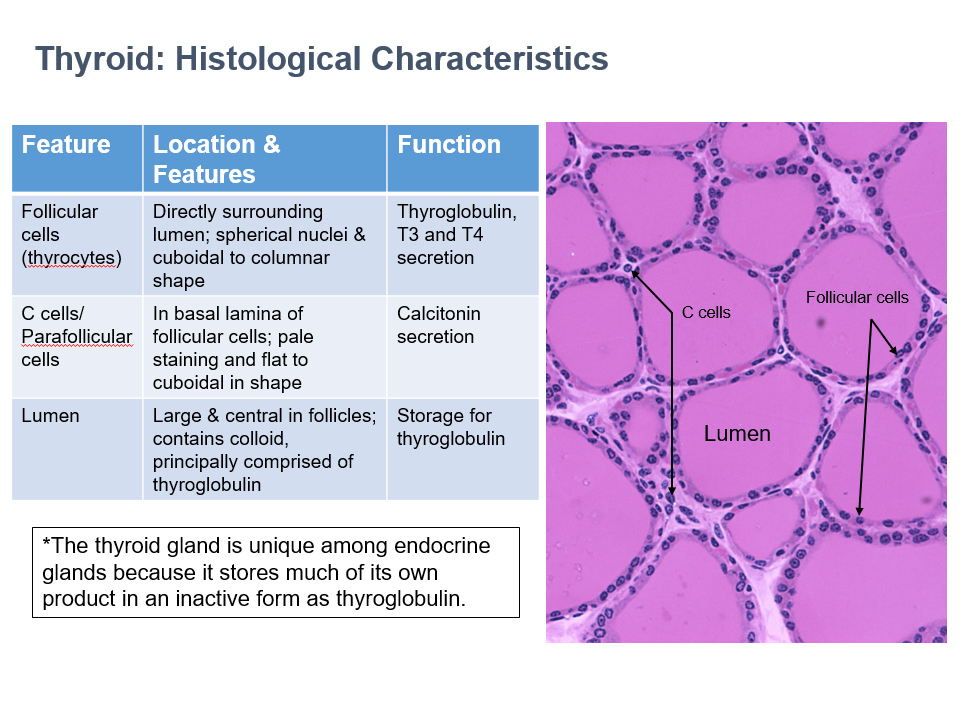 Thyroid: Histological Characteristics
Feature
Location &
Features
Function
Follicular
cells
(thyrocytes)
Directly surrounding
lumen; spherical nuclei &
cuboidal to columnar
shape
Thyroglobulin,
T3 and T4
secretion
C cells/
Parafollicular
cells
In basal lamina of
follicular cells; pale
staining and flat to
cuboidal in shape
Calcitonin
secretion
Lumen
Large & central in follicles;
contains colloid,
principally comprised of
thyroglobulin
Storage for
thyroglobulin
*The thyroid gland is unique among endocrine
glands because it stores much of its own
product in an inactive form as thyroglobulin.
C cells
Follicular cells
Lumen